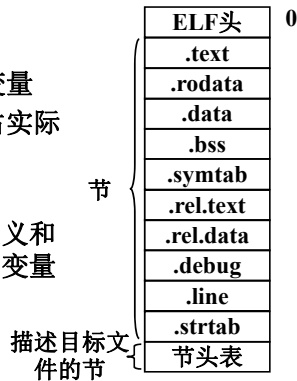 ELF头 0
.text
.rodata
变量
.data
实际
.bss
.symtab
节
.rel.text
义和
.rel.data
变量
.debug
.line
.strtab
描述目标文
件的节
节头表